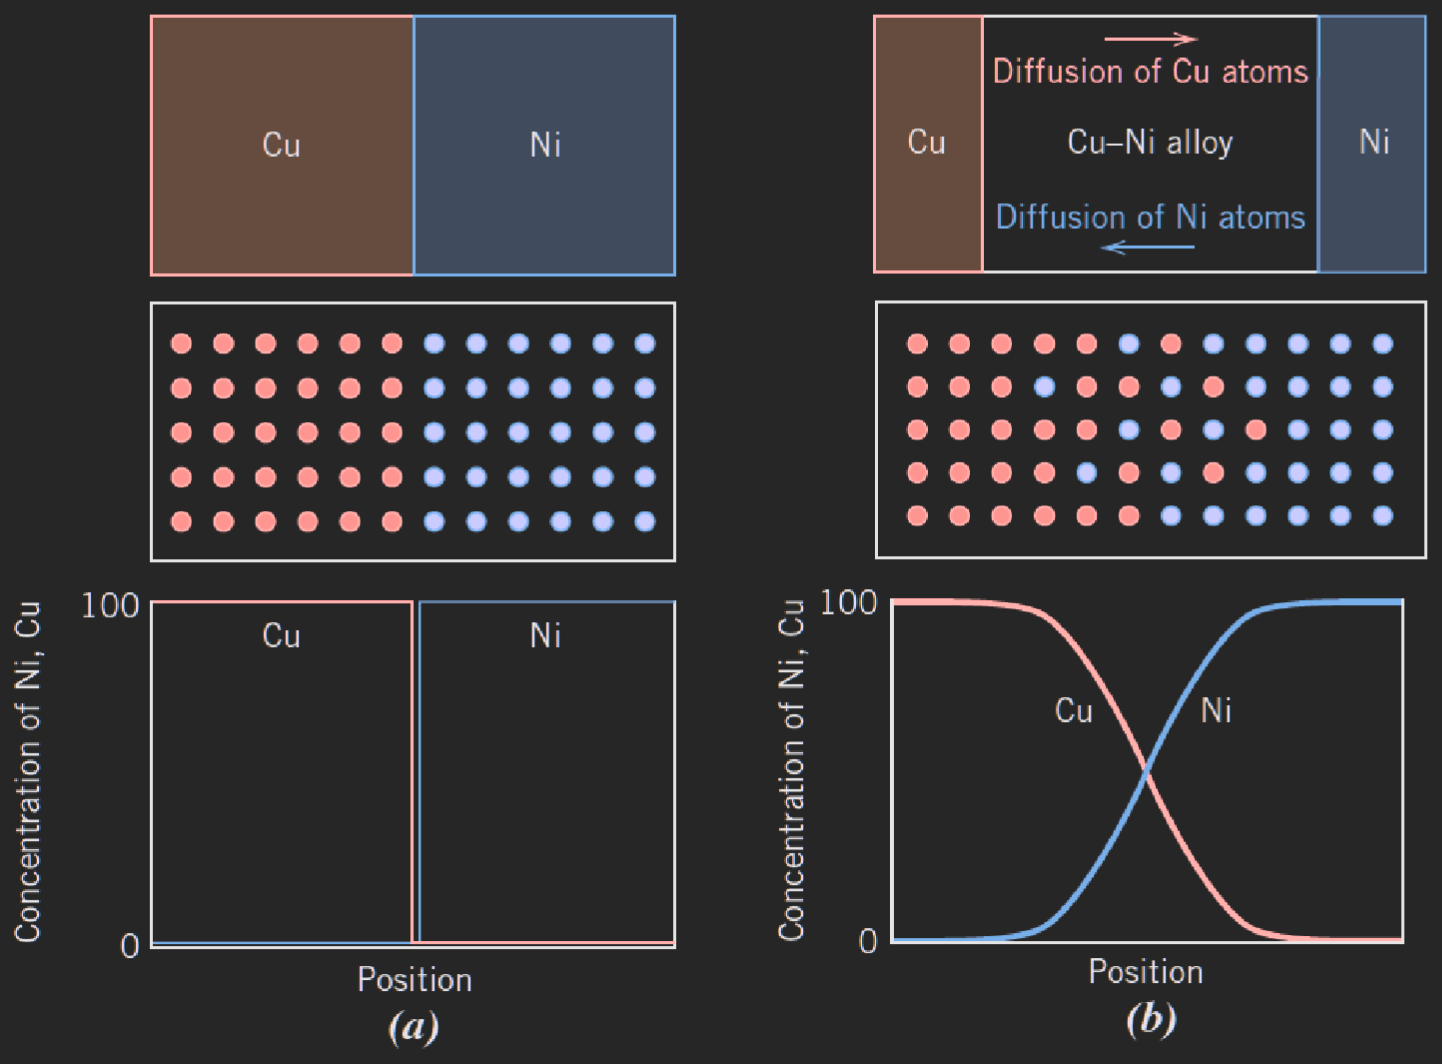 Cu
Ni
Cu
Diffusion of Cu atoms
Cu–Ni alloy
Diffusion of Ni atoms
Ni
100
Cu
Ni
0
Concentration of Ni, Cu
Position
(a)
100
Cu
Ni
0
Concentration of Ni, Cu
Position
(b)